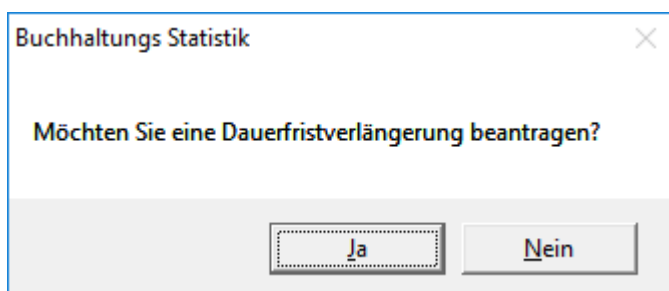 Buchhaltungs Statistik
Möchten Sie eine Dauerfristverlängerung beantragen?
Ja
Nein